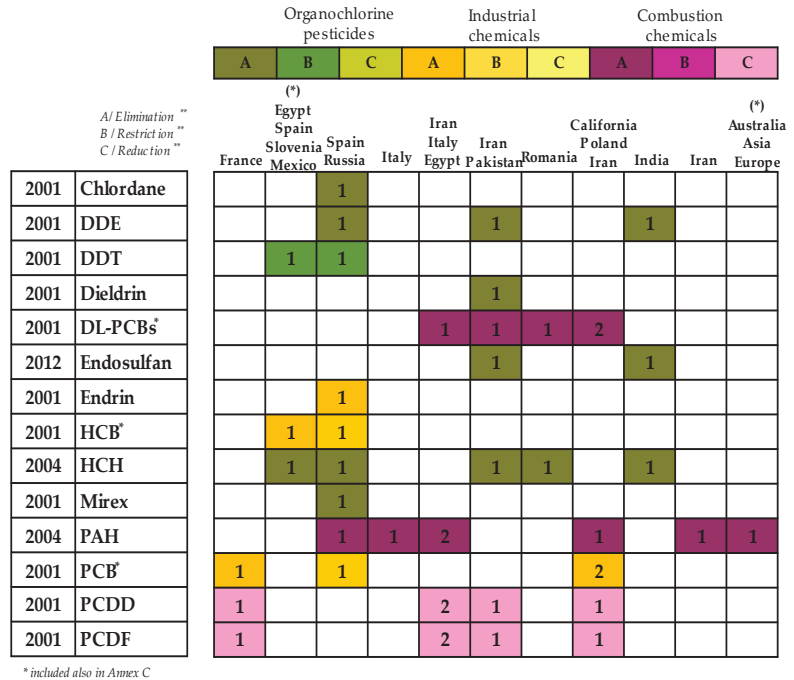 Organochlorine pesticides Industrial chemicals Combustion chemicals
A B C A B C A B C
A/ Elimination **
B / Restriction **
C / Reduction **
France
(*) Egypt Spain Slovenia Mexico
Spain Russia
Italy
Iran Italy Egypt
Iran Pakistan
Romania
California Poland Iran
India
Iran
(*) Australia Asia Europe
2001 Chlordane 1
2001 DDE 1 1 1
2001 DDT 1 1
2001 Dieldrin 1
2001 DL-PCBs* 1 1 1 2
2012 Endosulfan 1 1
2001 Endrin 1
2001 HCB* 1 1
2004 HCH 1 1 1 1 1
2001 Mirex 1
2004 PAH 1 1 2 1 1 1
2001 PCB* 1 1 2
2001 PCDD 1 2 1 1
2001 PCDF 1 2 1 1
* included also in Annex C